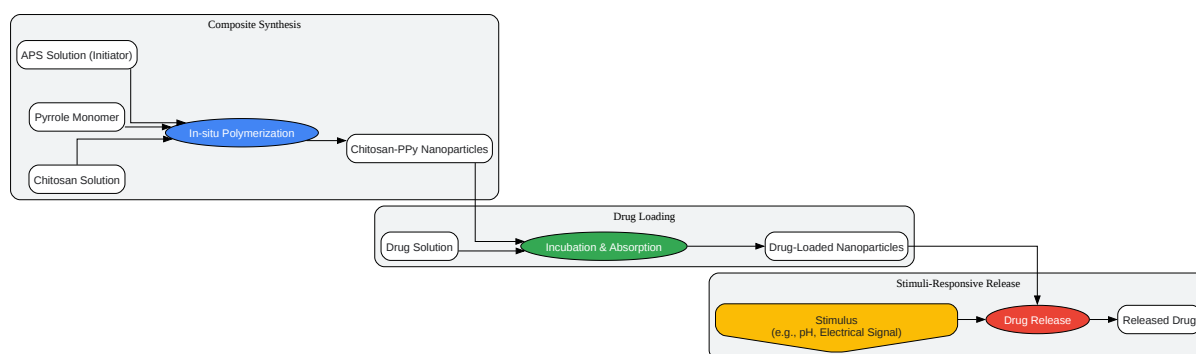 Composite Synthesis
APS Solution (Initiator)
Pyrrole Monomer
In-situ Polymerization
Chitosan-PPy Nanoparticles
Chitosan Solution
Drug Loading
Drug Solution
Incubation & Absorption
Drug-Loaded Nanoparticles
Stimuli-Responsive Release
Stimulus
(e.g., pH, Electrical Signal)
Drug Release
Released Drug